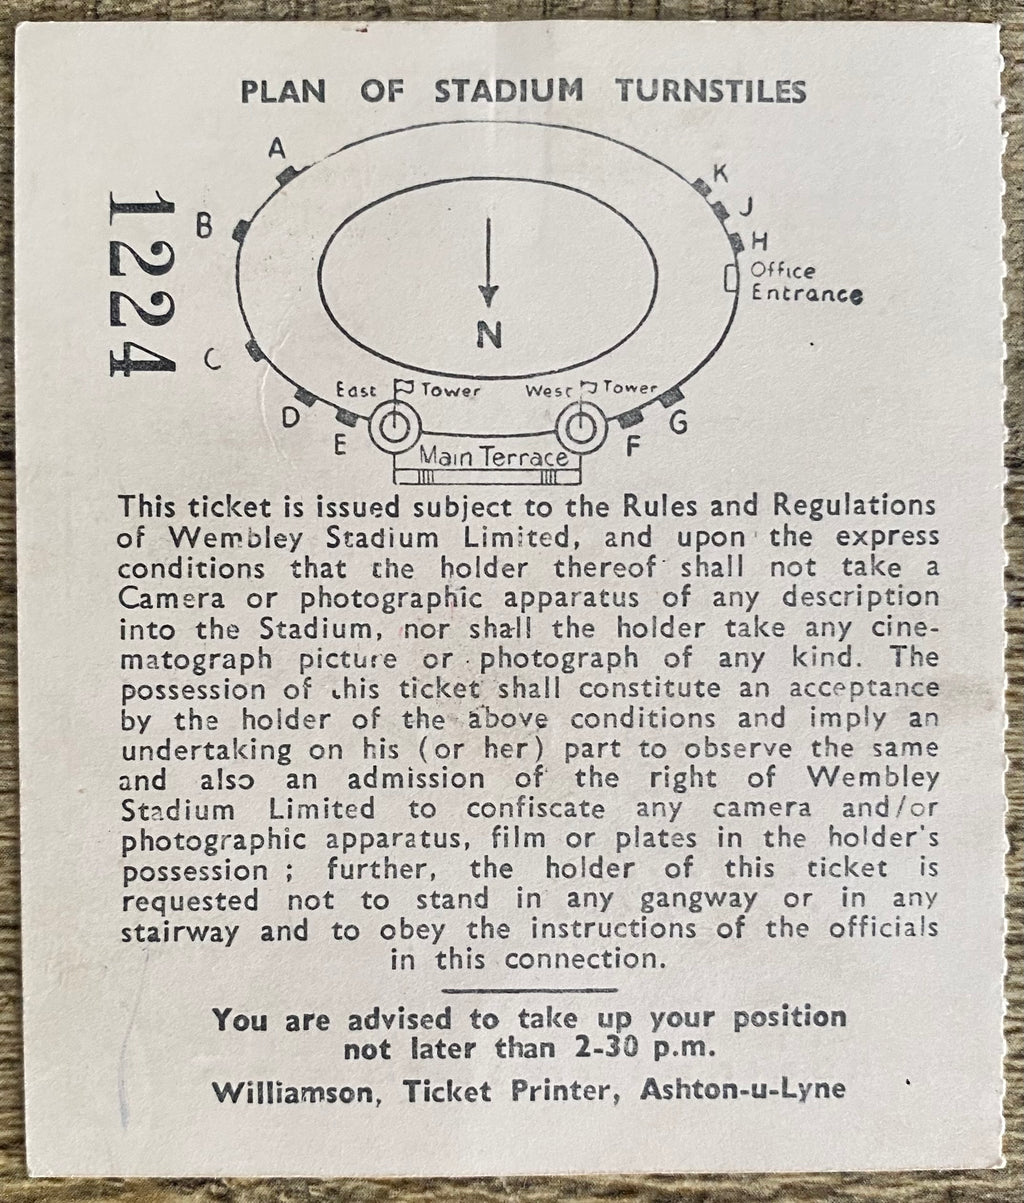 PLAN OF STADIUM TURNSTILES
A
K
J
B
H
1224
Office
Entrance
N
C
East Tower
West Tower
D
G
E
F
Main Terrace
This ticket is issued subject to the Rules and Regulations
of Wembley Stadium Limited, and upon the express
conditions that the holder thereof shall not take a
Camera or photographic apparatus of any description
into the Stadium, nor shall the holder take any cine-
matograph picture or photograph of any kind. The
possession of this ticket shall constitute an acceptance
by the holder of the above conditions and imply an
undertaking on his (or her) part to observe the same
and also an admission of the right of Wembley
Stadium Limited to confiscate any camera and/or
photographic apparatus, film or plates in the holder's
possession ; further, the holder of this ticket is
requested not to stand in any gangway or in any
stairway and to obey the instructions of the officials
in this connection.
You are advised to take up your position
not later than 2-30 p.m.
Williamson, Ticket Printer, Ashton-u-Lyne